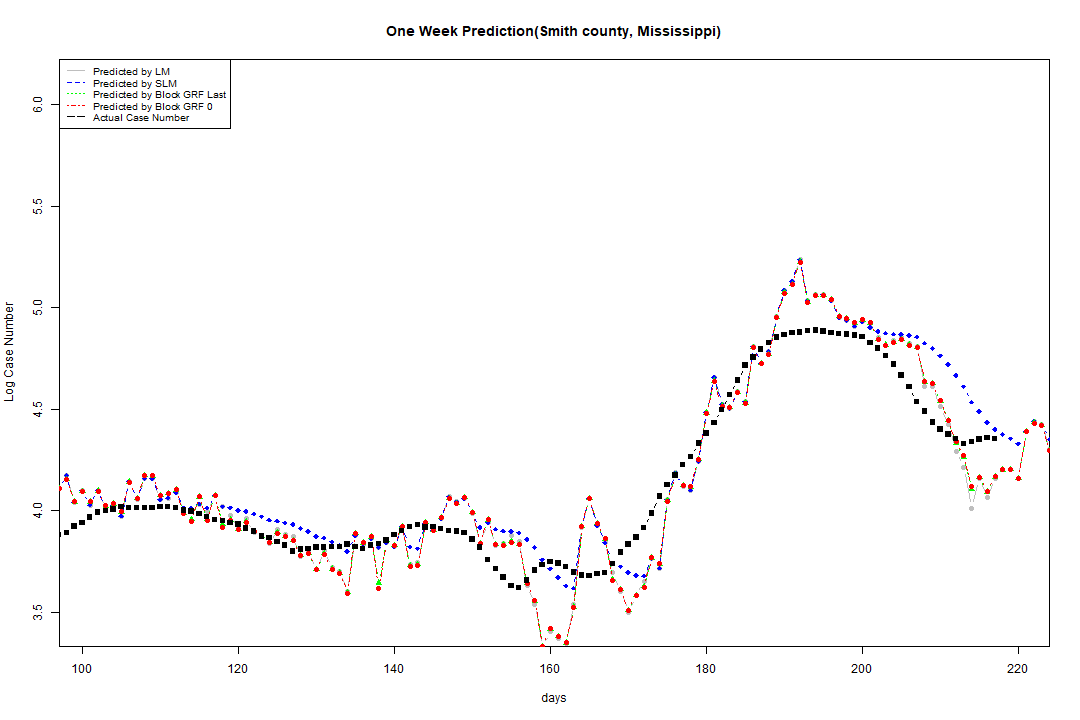 One Week Prediction(Smith county, Mississippi)
Predicted by LM
Predicted by SLM
Predicted by Block GRF Last
Predicted by Block GRF 0
Actual Case Number
6.0
5.5
5.0
4.5
4.0
3.5
Log Case Number
100 120 140 160 180 200 220
days